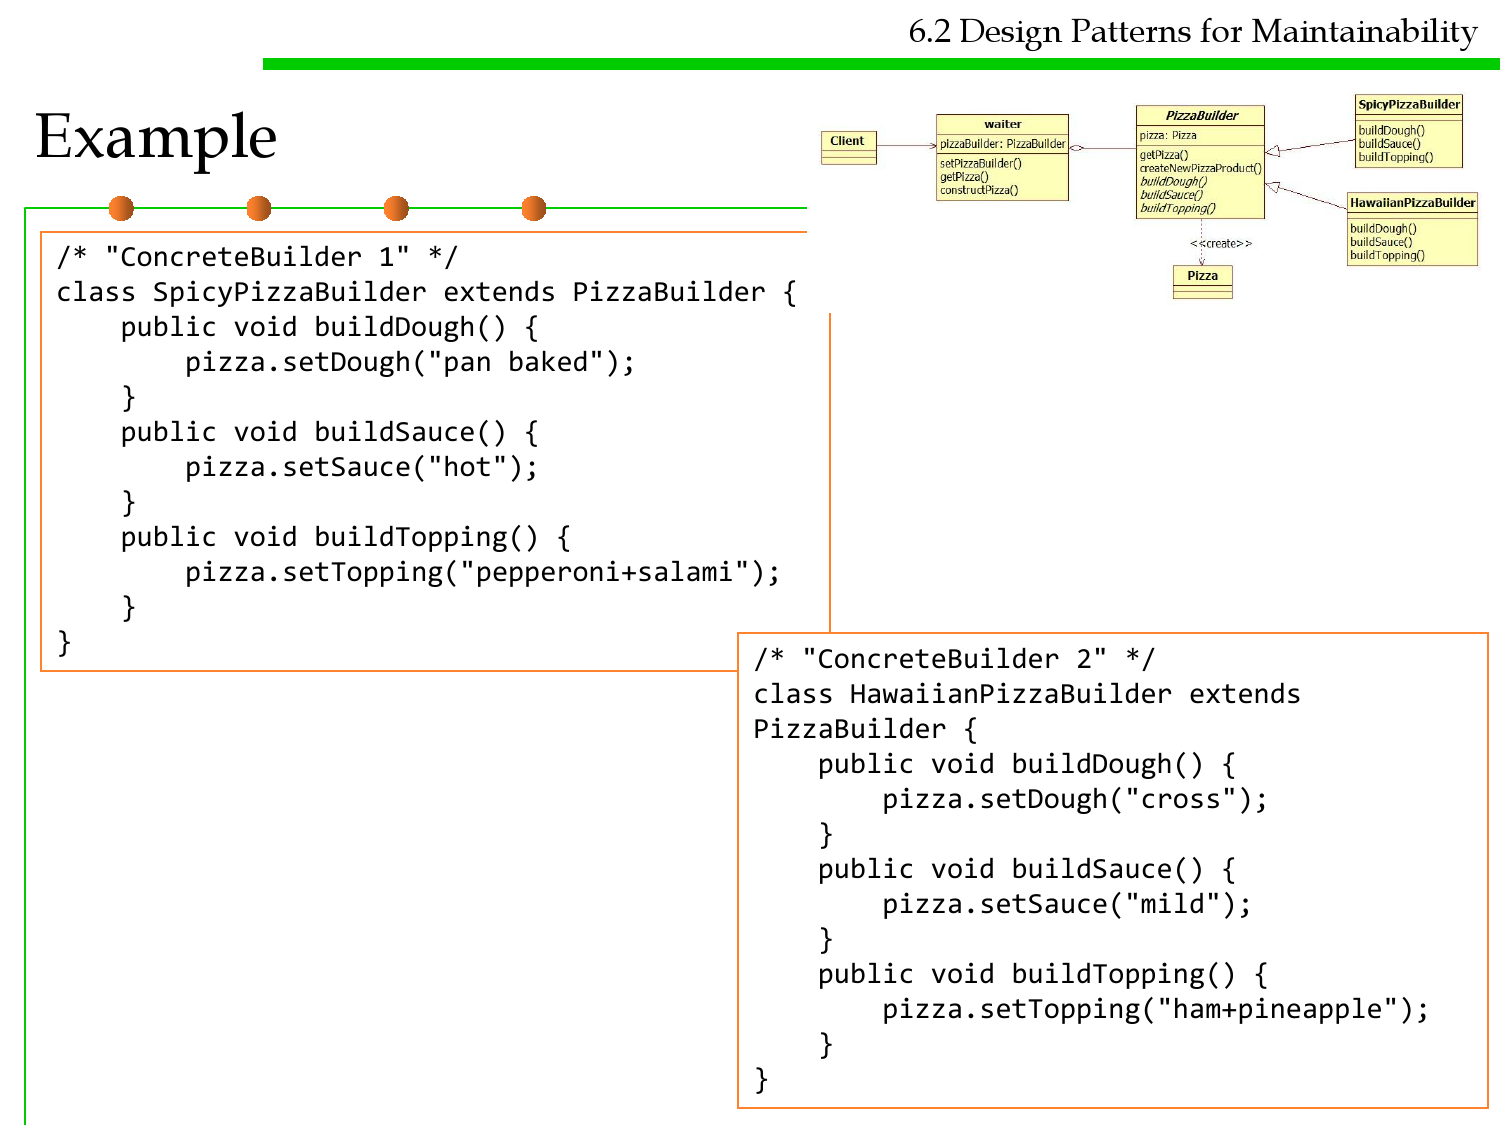 6.2 Design Patterns for Maintainability
Example
Client
waiter
pizzaBuilder: PizzaBuilder
setPizzaBuilder()
getPizza()
constructPizza()
PizzaBuilder
pizza: Pizza
getPizza()
createNewPizzaProduct()
buildDough()
buildSauce()
buildTopping()
SpicyPizzaBuilder
buildDough()
buildSauce()
buildTopping()
HawaiianPizzaBuilder
buildDough()
buildSauce()
buildTopping()
<<create>>
Pizza
/* "ConcreteBuilder 1" */
class SpicyPizzaBuilder extends PizzaBuilder {
    public void buildDough() {
        pizza.setDough("pan baked");
    }
    public void buildSauce() {
        pizza.setSauce("hot");
    }
    public void buildTopping() {
        pizza.setTopping("pepperoni+salami");
    }
}
/* "ConcreteBuilder 2" */
class HawaiianPizzaBuilder extends
PizzaBuilder {
    public void buildDough() {
        pizza.setDough("cross");
    }
    public void buildSauce() {
        pizza.setSauce("mild");
    }
    public void buildTopping() {
        pizza.setTopping("ham+pineapple");
    }
}